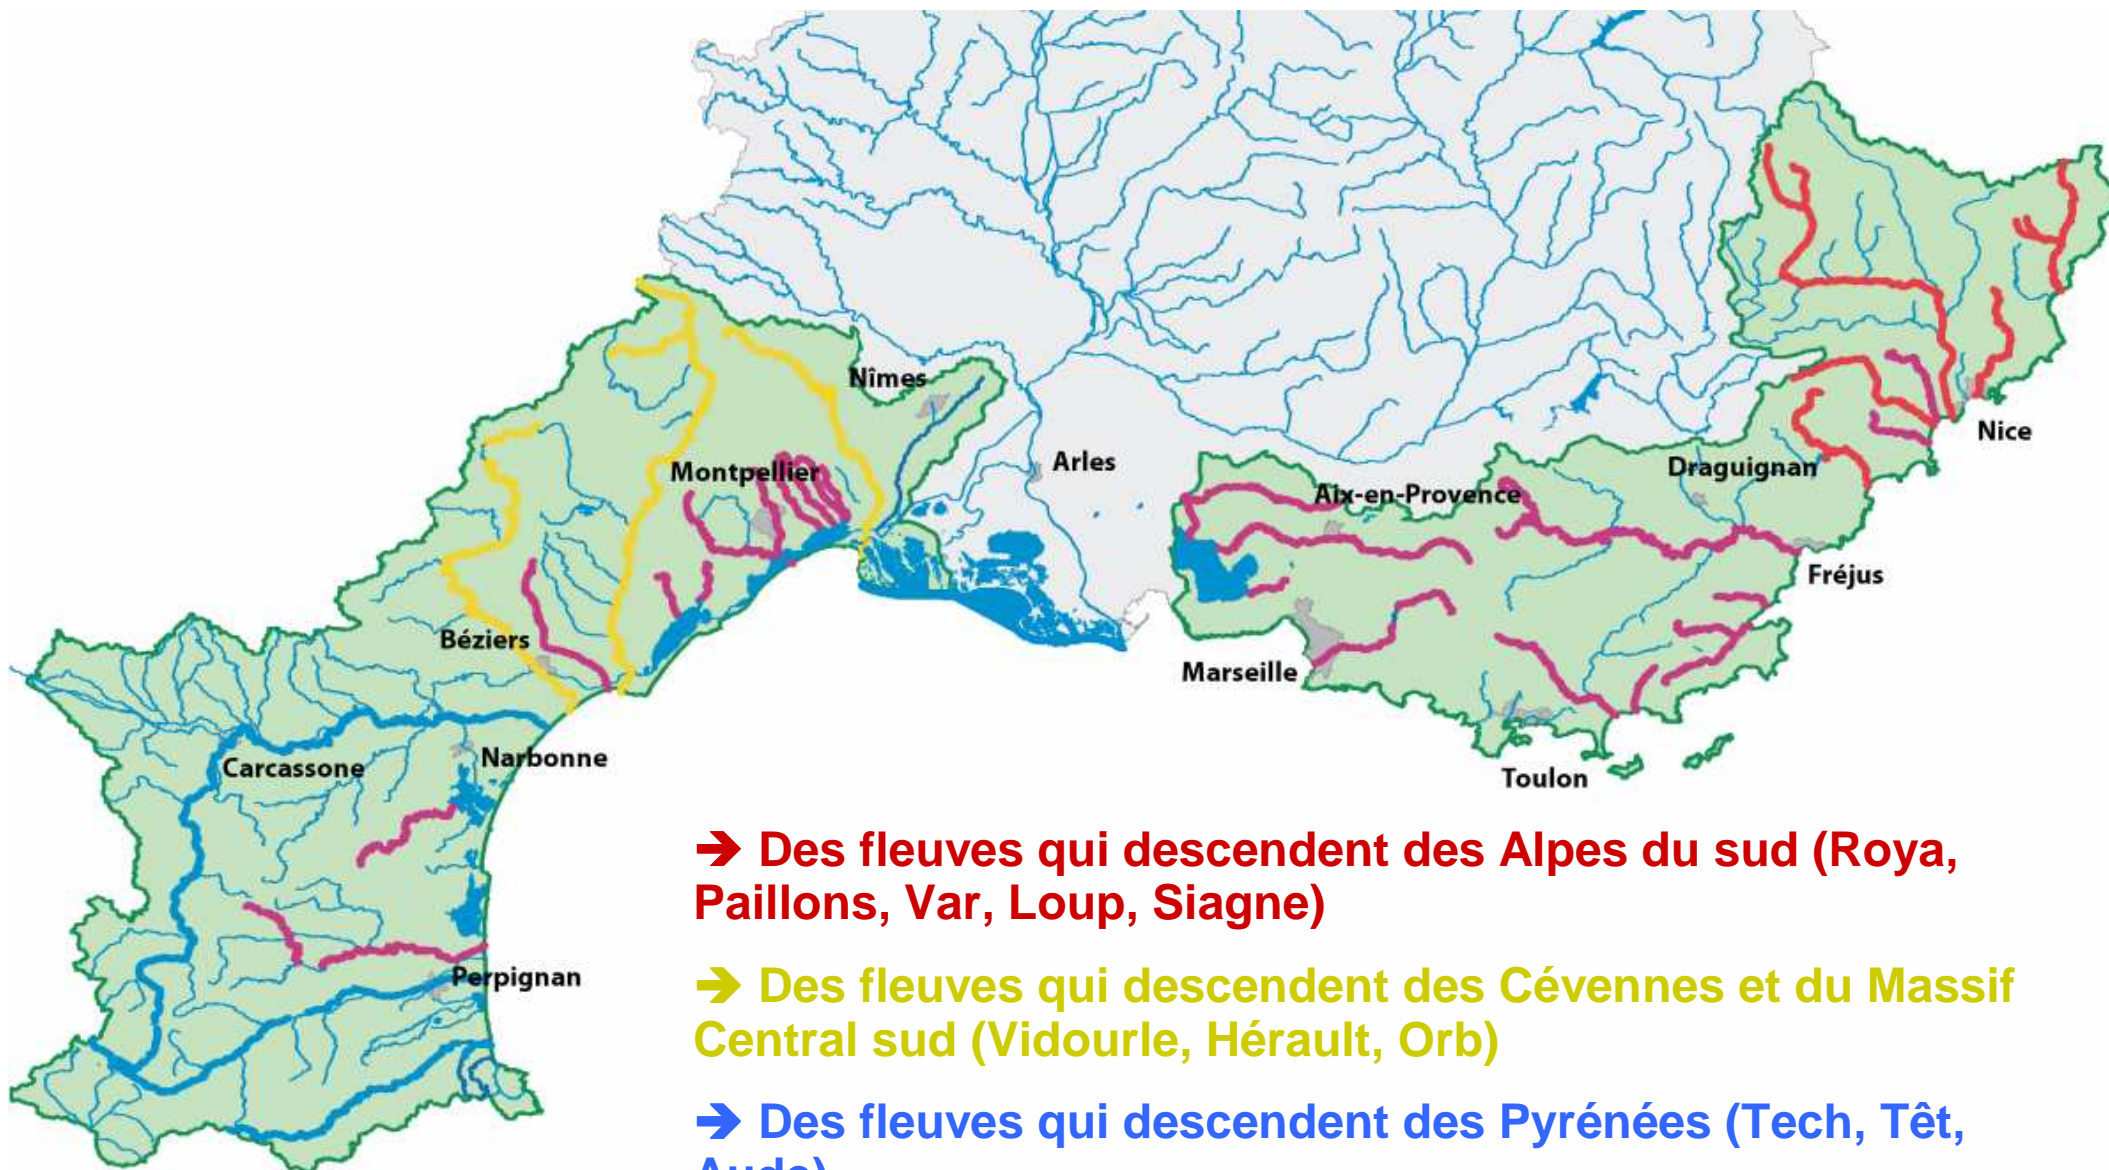 Nîmes
Montpellier
Arles
Nice
Draguignan
Aix-en-Provence
Fréjus
Béziers
Marseille
Narbonne
Carcassone
Toulon
Perpignan
➔ Des fleuves qui descendent des Alpes du sud (Roya,
Paillons, Var, Loup, Siagne)
➔ Des fleuves qui descendent des Cévennes et du Massif
Central sud (Vidourle, Hérault, Orb)
➔ Des fleuves qui descendent des Pyrénées (Tech, Têt,
Aude)